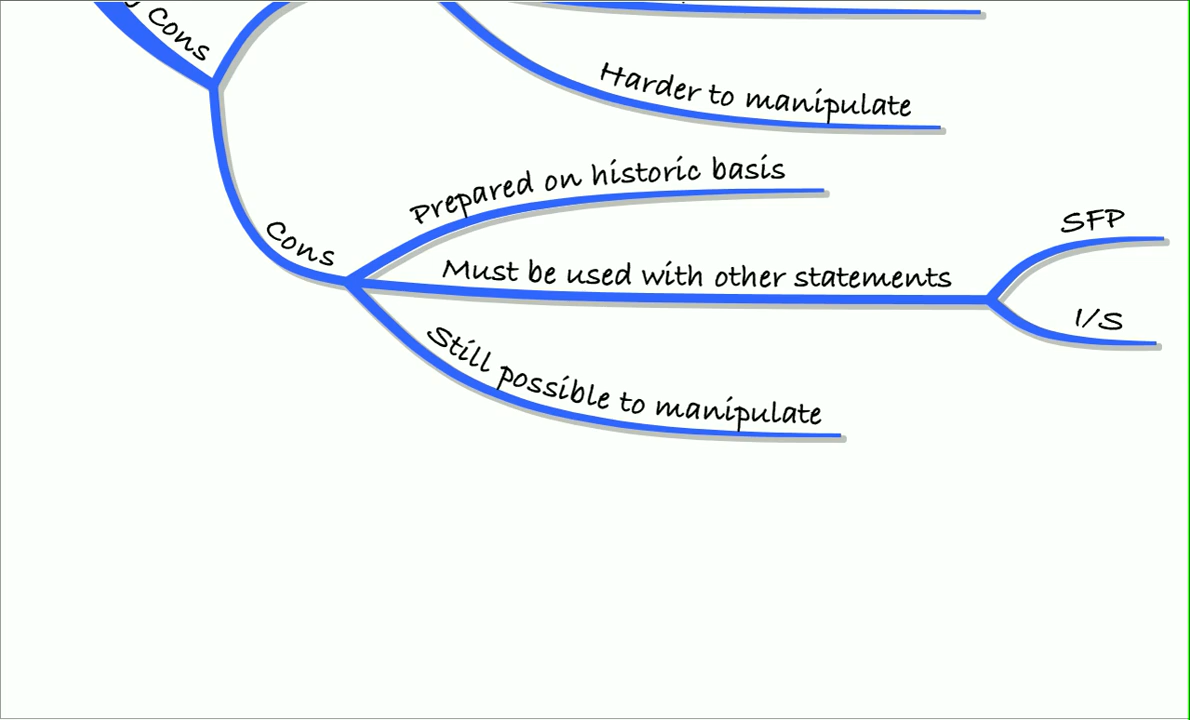 Cons
Harder to manipulate
Prepared on historic basis
SFP
Cons
Must be used with other statements
I/S
Still possible to manipulate